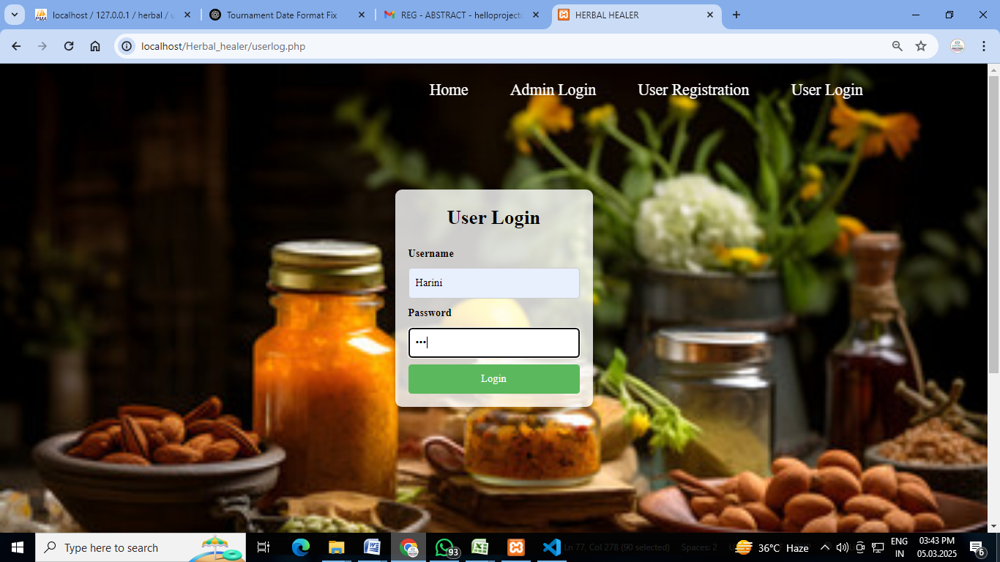 localhost / 127.0.0.1 / herbal / u
Tournament Date Format Fix
REG - ABSTRACT - helloprojecto
HERBAL HEALER
localhost/Herbal_healer/userlog.php
Home Admin Login User Registration User Login
User Login
Username
Harini
Password
Login
Type here to search
93
Ln 77, Col 278 (90 selected) Spaces: 2
36°C Haze
ENG
IN
03:43 PM
05.03.2025
6